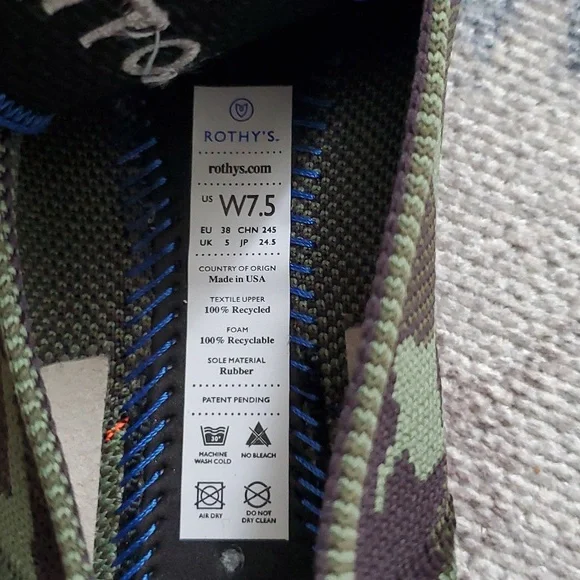 ROTHY'S.
rothys.com
US W7.5
EU 38 CHN 245
UK 5 JP 24.5
COUNTRY OF ORIGIN
Made in USA
TEXTILE UPPER
100% Recycled
FOAM
100% Recyclable
SOLE MATERIAL
Rubber
PATENT PENDING
30°
MACHINE WASH COLD
NO BLEACH
AIR DRY
DO NOT DRY CLEAN